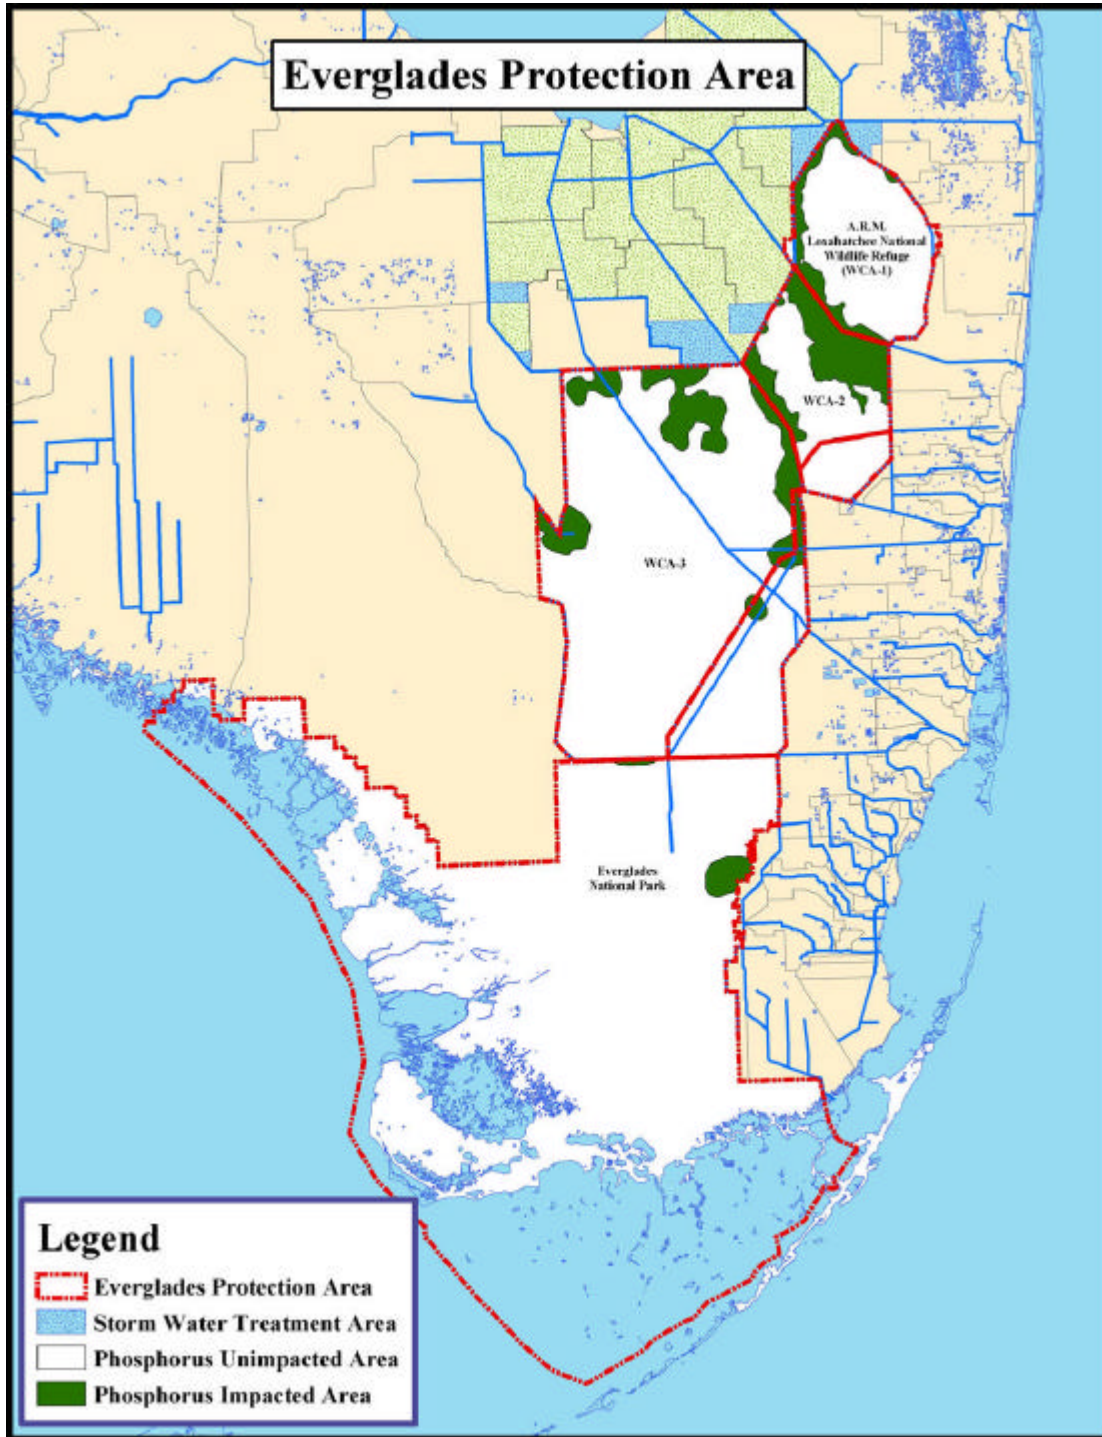 Everglades Protection Area
A.R.M.
Loxahatchee National
Wildlife Refuge
(WCA-1)
WCA-2
WCA-3
Everglades
National Park
Legend
Everglades Protection Area
Storm Water Treatment Area
Phosphorus Unimpacted Area
Phosphorus Impacted Area